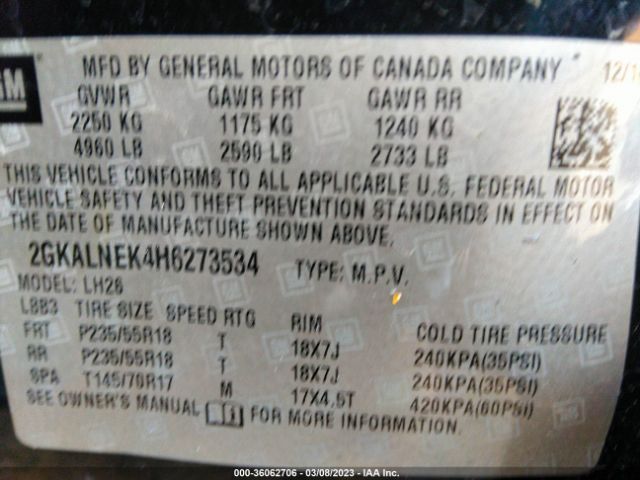 GM
MFD BY GENERAL MOTORS OF CANADA COMPANY
GVWR GAWR FRT GAWR RR
2250 KG 1175 KG 1240 KG
4960 LB 2590 LB 2733 LB
THIS VEHICLE CONFORMS TO ALL APPLICABLE U.S. FEDERAL MOTOR
VEHICLE SAFETY AND THEFT PREVENTION STANDARDS IN EFFECT ON
THE DATE OF MANUFACTURE SHOWN ABOVE.
2GKALNEK4H6273534 TYPE: M.P.V.
MODEL: LH26
L8B3 TIRE SIZE SPEED RTG RIM COLD TIRE PRESSURE
FRT P235/55R18 T 18X7J 240KPA(35PSI)
RR P235/55R18 T 18X7J 240KPA(35PSI)
SPA T145/70R17 M 17X4.5T 420KPA(60PSI)
SEE OWNER'S MANUAL FOR MORE INFORMATION.
000-36062706 - 03/08/2023 - IAA Inc.